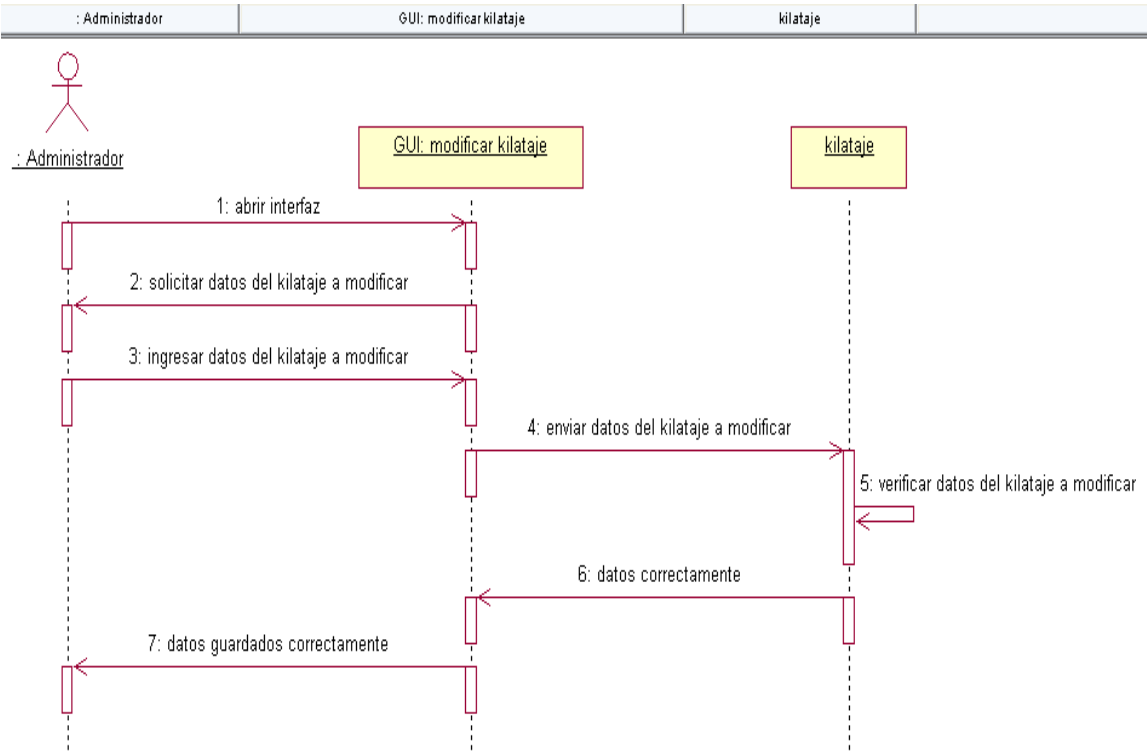 : Administrador
GUI: modificar kilataje
kilataje
: Administrador
GUI: modificar kilataje
kilataje
1: abrir interfaz
2: solicitar datos del kilataje a modificar
3: ingresar datos del kilataje a modificar
4: enviar datos del kilataje a modificar
5: verificar datos del kilataje a modificar
6: datos correctamente
7: datos guardados correctamente